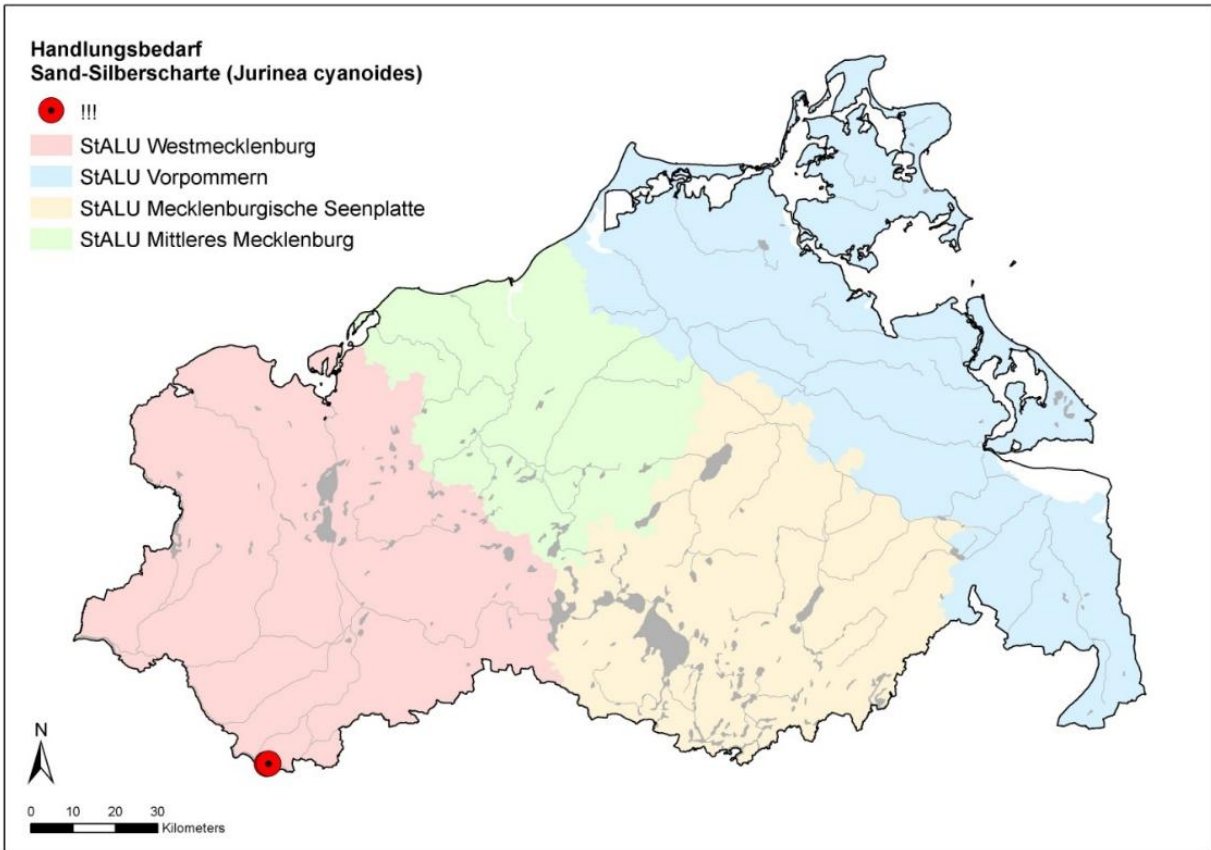 Handlungsbedarf
Sand-Silberscharte (Jurinea cyanoides)
!!!
StALU Westmecklenburg
StALU Vorpommern
StALU Mecklenburgische Seenplatte
StALU Mittleres Mecklenburg
N
0 10 20 30
Kilometers